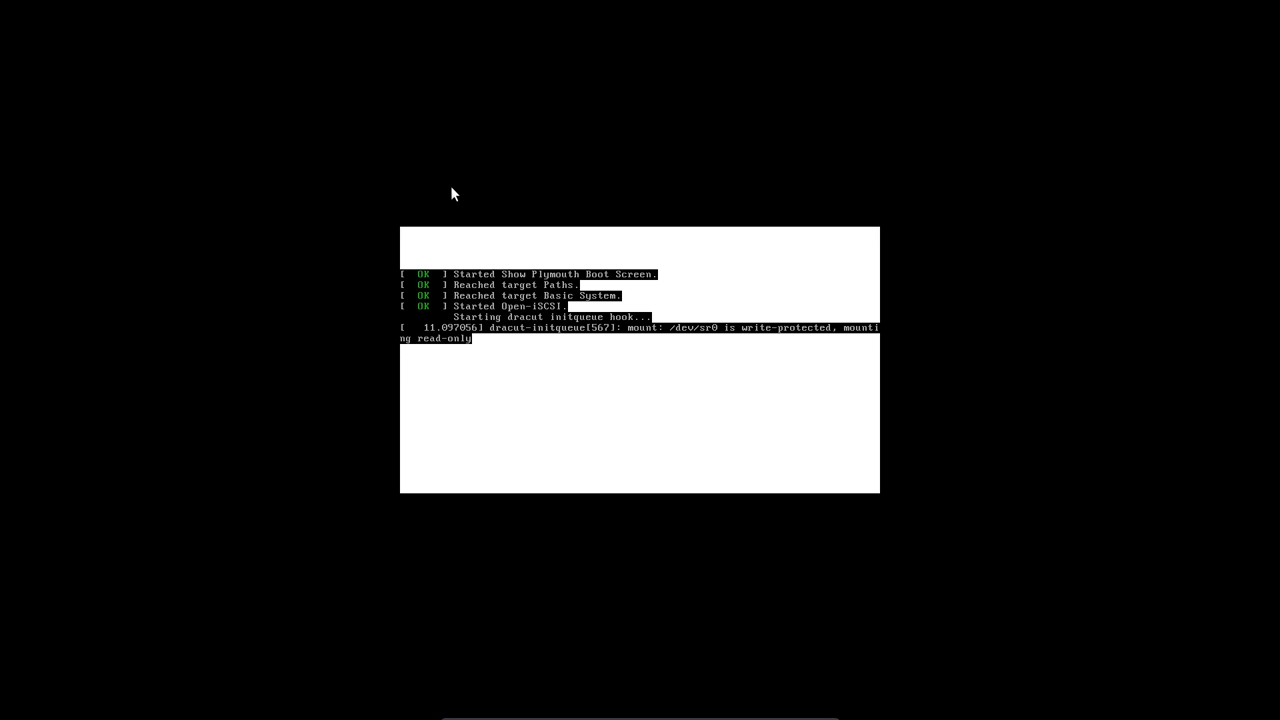 [  OK  ] Started Show Plymouth Boot Screen.
[  OK  ] Reached target Paths.
[  OK  ] Reached target Basic System.
[  OK  ] Started Open-iSCSI.
         Starting dracut initqueue hook...
[   11.097056] dracut-initqueue[567]: mount: /dev/sr0 is write-protected, mounti
ng read-only